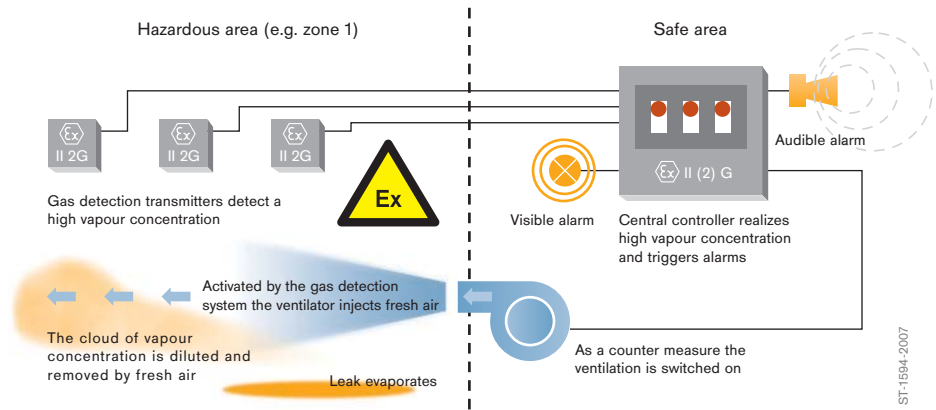 Hazardous area (e.g. zone 1)
Safe area
Ex
II 2G
Ex
II 2G
Ex
II 2G
Gas detection transmitters detect a
high vapour concentration
Ex
Ex II (2) G
Audible alarm
Visible alarm
Central controller realizes
high vapour concentration
and triggers alarms
Activated by the gas detection
system the ventilator injects fresh air
The cloud of vapour
concentration is diluted and
removed by fresh air
Leak evaporates
As a counter measure the
ventilation is switched on
ST-1594-2007